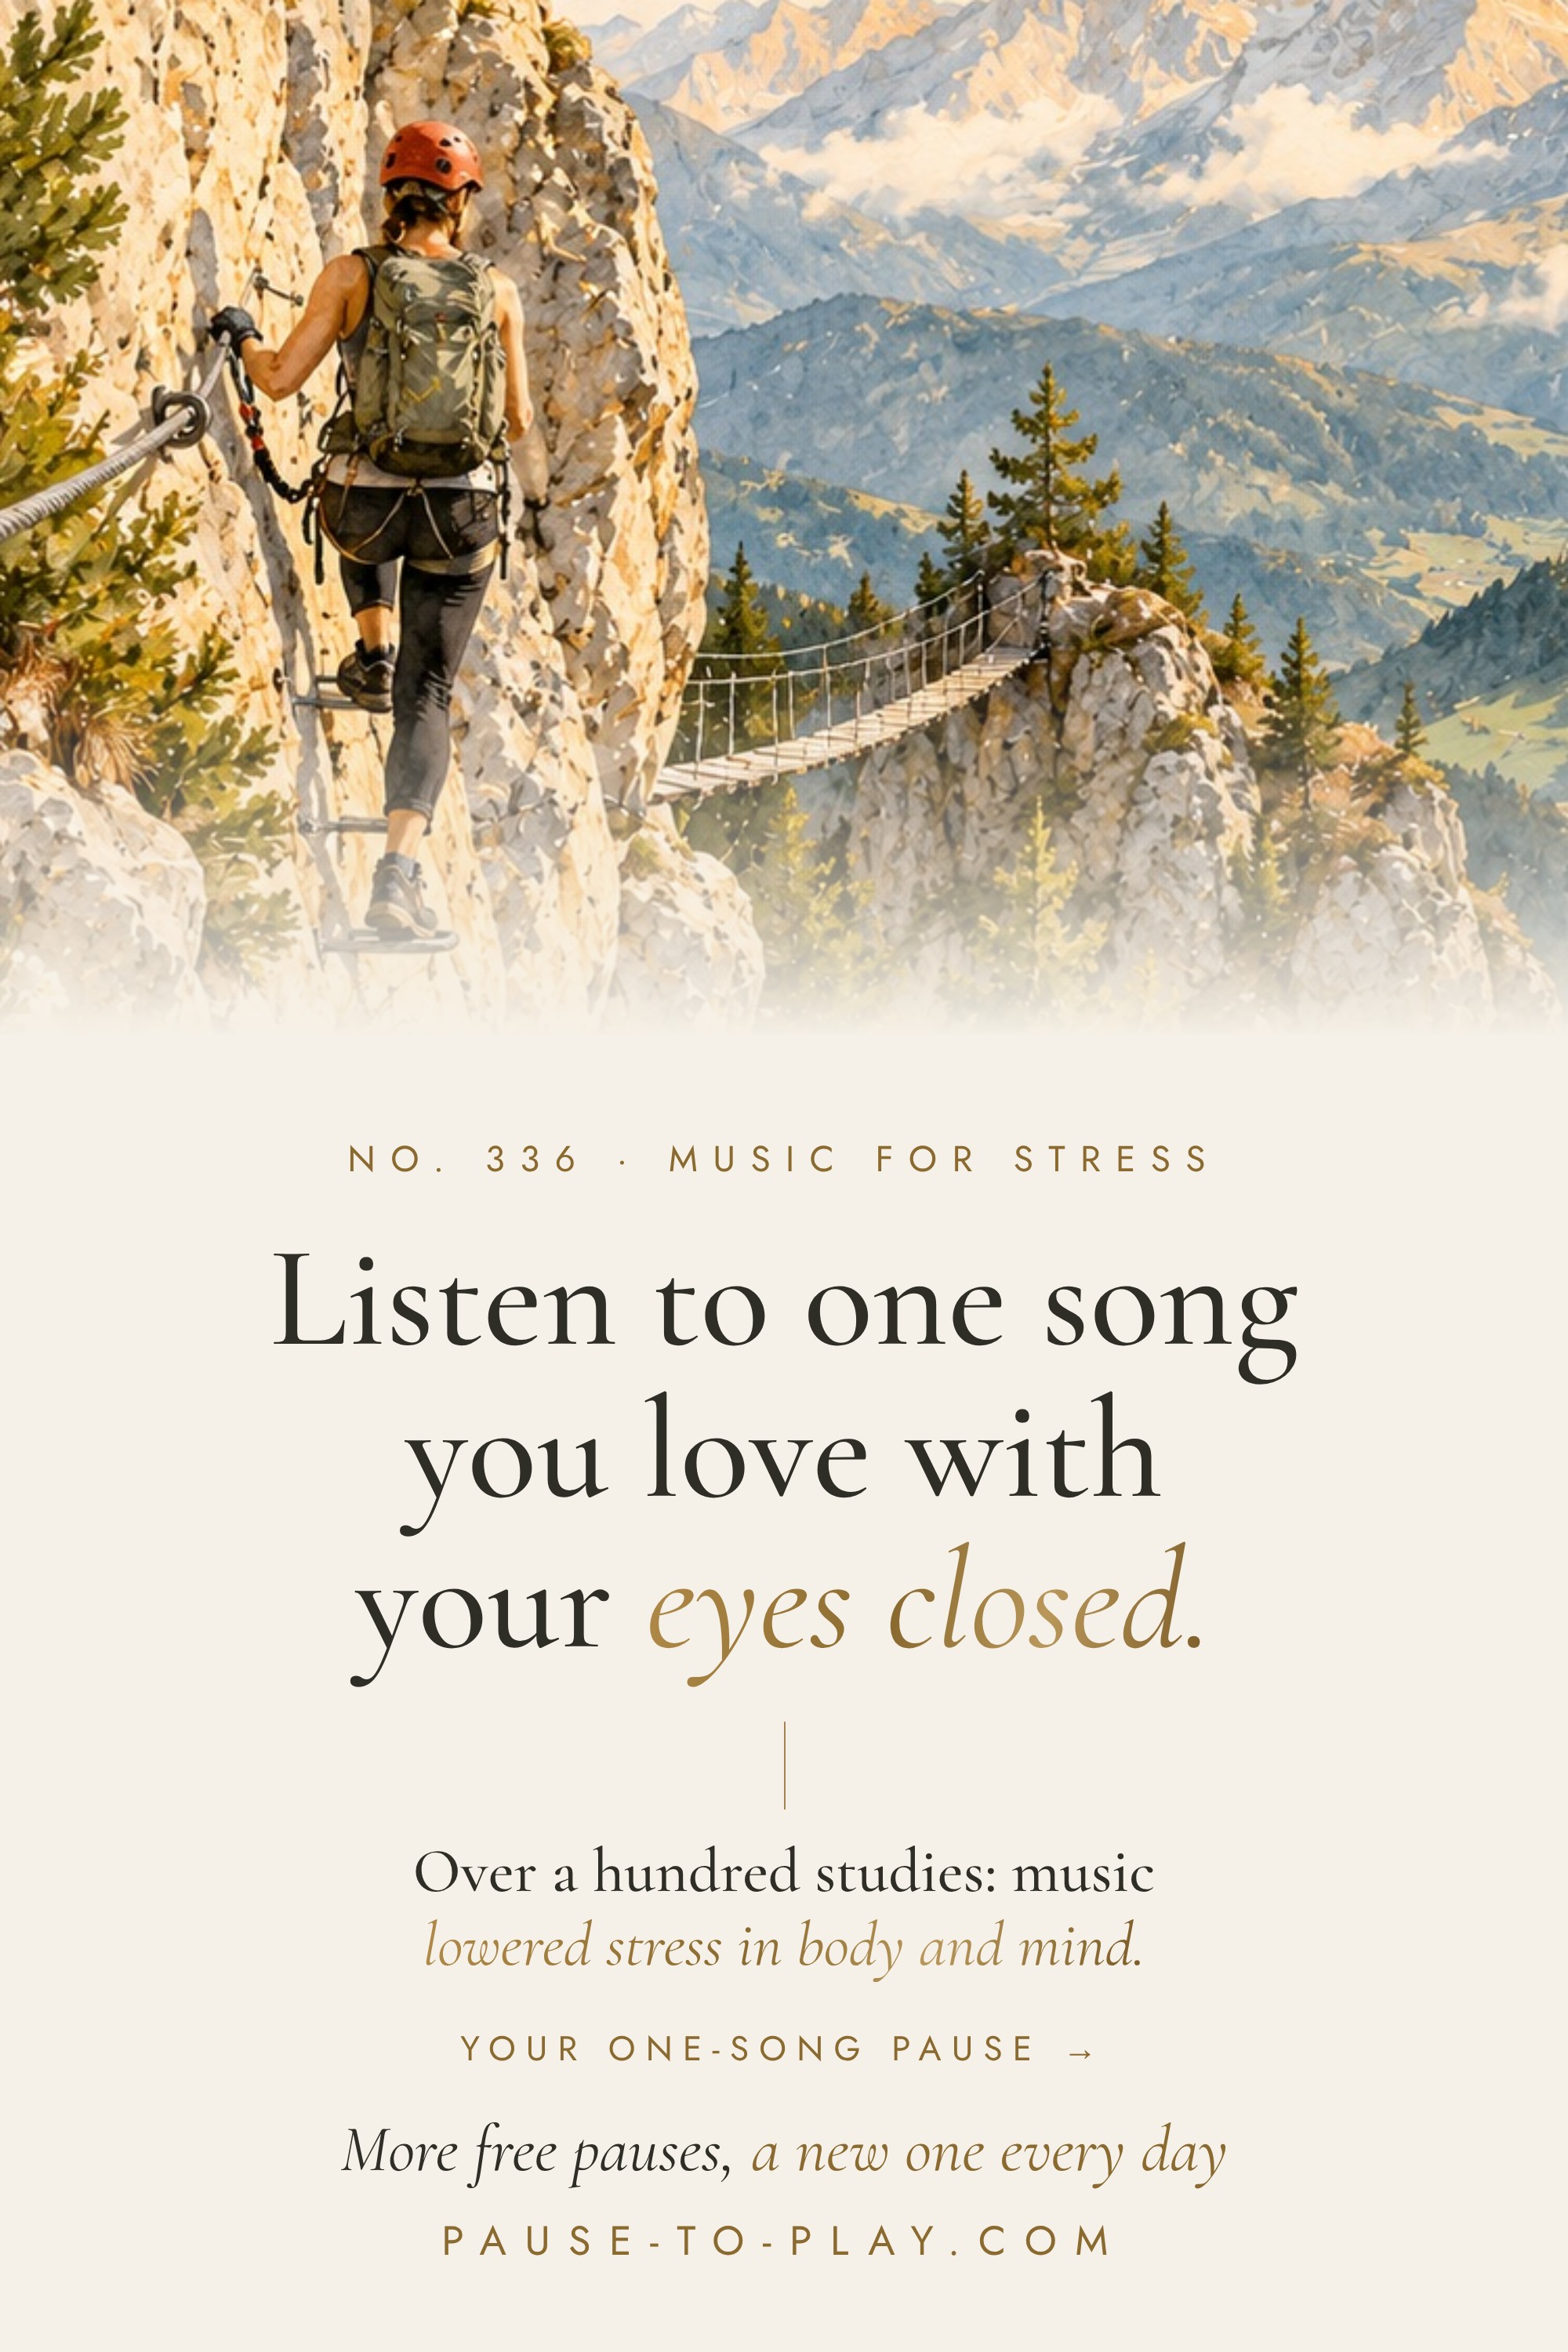 NO. 336 · MUSIC FOR STRESS
Listen to one song
you love with
your eyes closed.
Over a hundred studies: music
lowered stress in body and mind.
YOUR ONE-SONG PAUSE →
More free pauses, a new one every day
PAUSE-TO-PLAY.COM